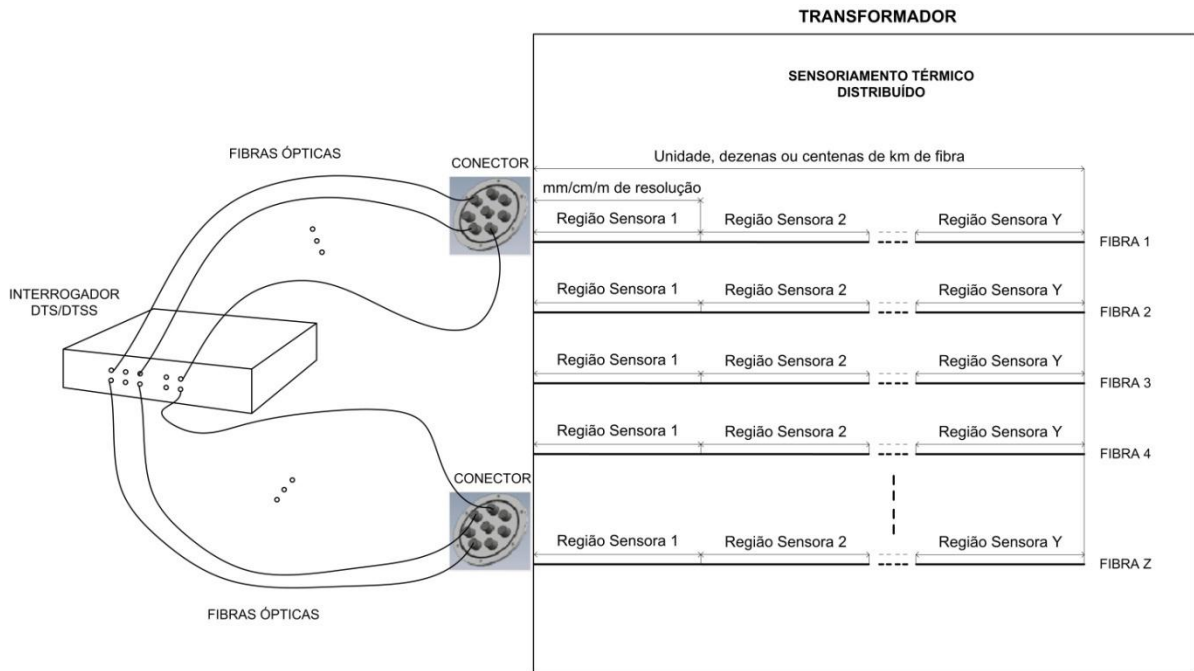 TRANSFORMADOR
SENSORIAMENTO TÉRMICO
DISTRIBUÍDO
FIBRAS ÓPTICAS
CONECTOR
Unidade, dezenas ou centenas de km de fibra
mm/cm/m de resolução
Região Sensora 1
Região Sensora 2
Região Sensora Y
FIBRA 1
INTERROGADOR
DTS/DTSS
Região Sensora 1
Região Sensora 2
Região Sensora Y
FIBRA 2
Região Sensora 1
Região Sensora 2
Região Sensora Y
FIBRA 3
Região Sensora 1
Região Sensora 2
Região Sensora Y
FIBRA 4
CONECTOR
Região Sensora 1
Região Sensora 2
Região Sensora Y
FIBRA Z
FIBRAS ÓPTICAS